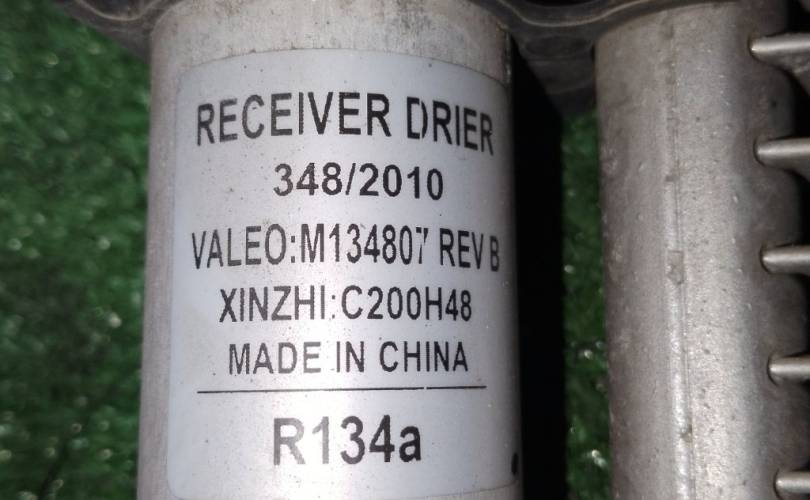 RECEIVER DRIER
348/2010
VALEO:M134807 REV B
XINZHI:C200H48
MADE IN CHINA
R134a